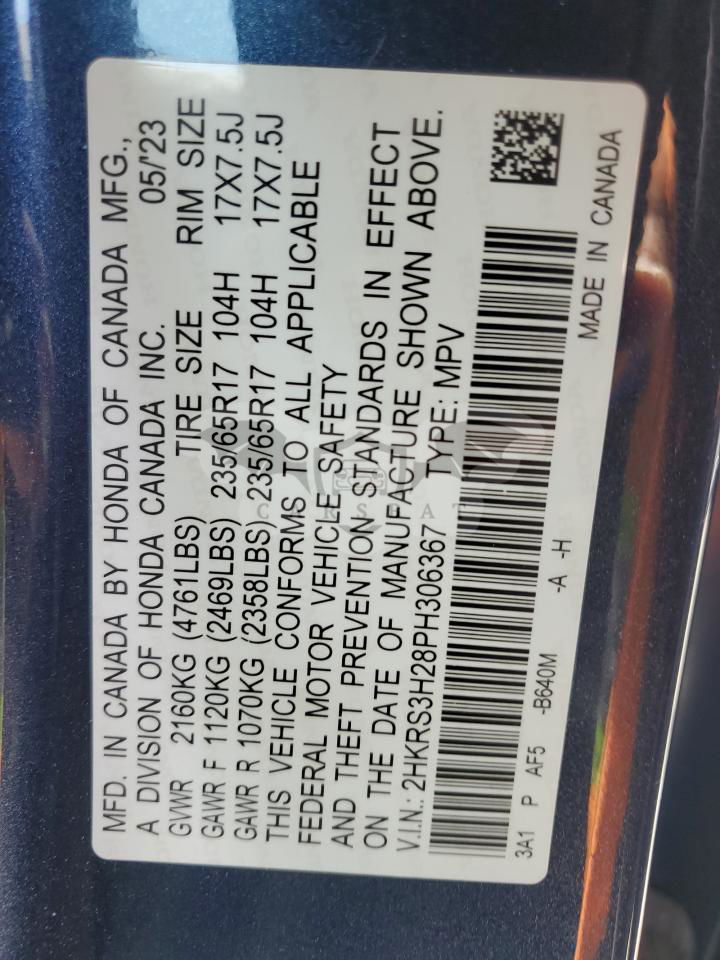 MFD. IN CANADA BY HONDA OF CANADA MFG.,
A DIVISION OF HONDA CANADA INC. 05/'23
GVWR 2160KG (4761LBS) TIRE SIZE RIM SIZE
GAWR F 1120KG (2469LBS) 235/65R17 104H 17X7.5J
GAWR R 1070KG (2358LBS) 235/65R17 104H 17X7.5J
THIS VEHICLE CONFORMS TO ALL APPLICABLE
FEDERAL MOTOR VEHICLE SAFETY
AND THEFT PREVENTION STANDARDS IN EFFECT
ON THE DATE OF MANUFACTURE SHOWN ABOVE.
V.I.N.: 2HKRS3H28PH306367 TYPE: MPV
3A1 P AF5 -B640M -A -H MADE IN CANADA